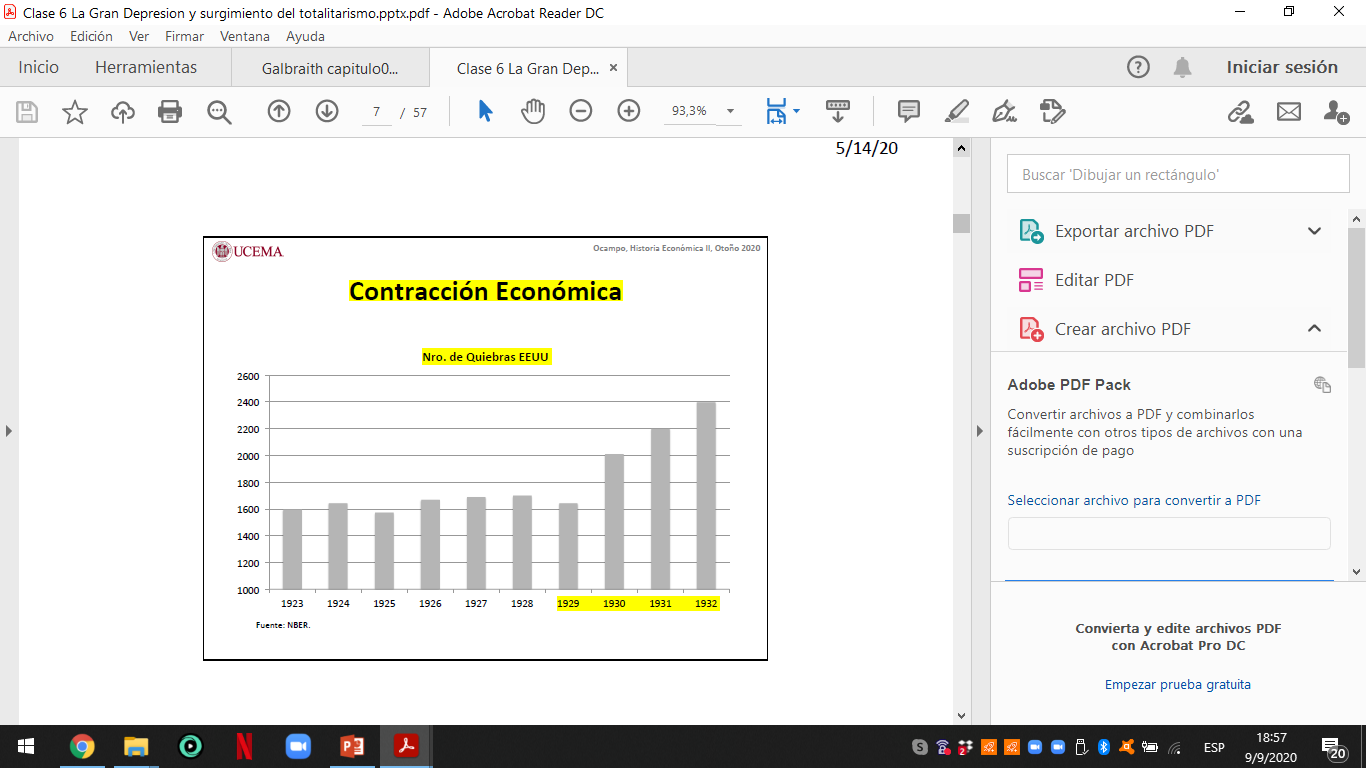 Clase 6 La Gran Depresion y surgimiento del totalitarismo.pptx.pdf - Adobe Acrobat Reader DC
Archivo Edición Ver Firmar Ventana Ayuda
Inicio Herramientas Galbraith capitulo0... Clase 6 La Gran Dep... × Iniciar sesión
7 / 57 93,3%
5/14/20
UCEMA Ocampo, Historia Económica II, Otoño 2020
Contracción Económica
Nro. de Quiebras EEUU
2600
2400
2200
2000
1800
1600
1400
1200
1000
1923 1924 1925 1926 1927 1928 1929 1930 1931 1932
Fuente: NBER.
Buscar 'Dibujar un rectángulo'
Exportar archivo PDF
Editar PDF
Crear archivo PDF
Adobe PDF Pack
Convertir archivos a PDF y combinarlos
fácilmente con otros tipos de archivos con una
suscripción de pago
Seleccionar archivo para convertir a PDF
Convierta y edite archivos PDF
con Acrobat Pro DC
Empezar prueba gratuita
ESP
18:57
9/9/2020
20